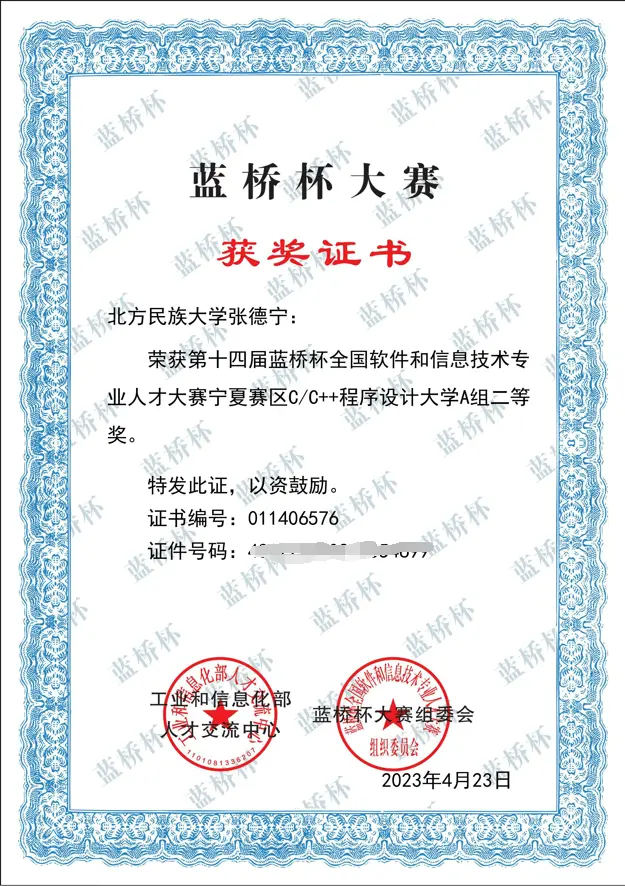 蓝桥杯大赛
获奖证书
北方民族大学张德宁：
荣获第十四届蓝桥杯全国软件和信息技术专
业人才大赛宁夏赛区C/C++程序设计大学A组二等
奖。
特发此证，以资鼓励。
证书编号：011406576
证件号码：
工业和信息化部
人才交流中心
蓝桥杯大赛组委会
工业和信息化部人才交流中心
1101081336207
蓝桥杯全国软件和信息技术专业人才大赛
组织委员会
2023年4月23日